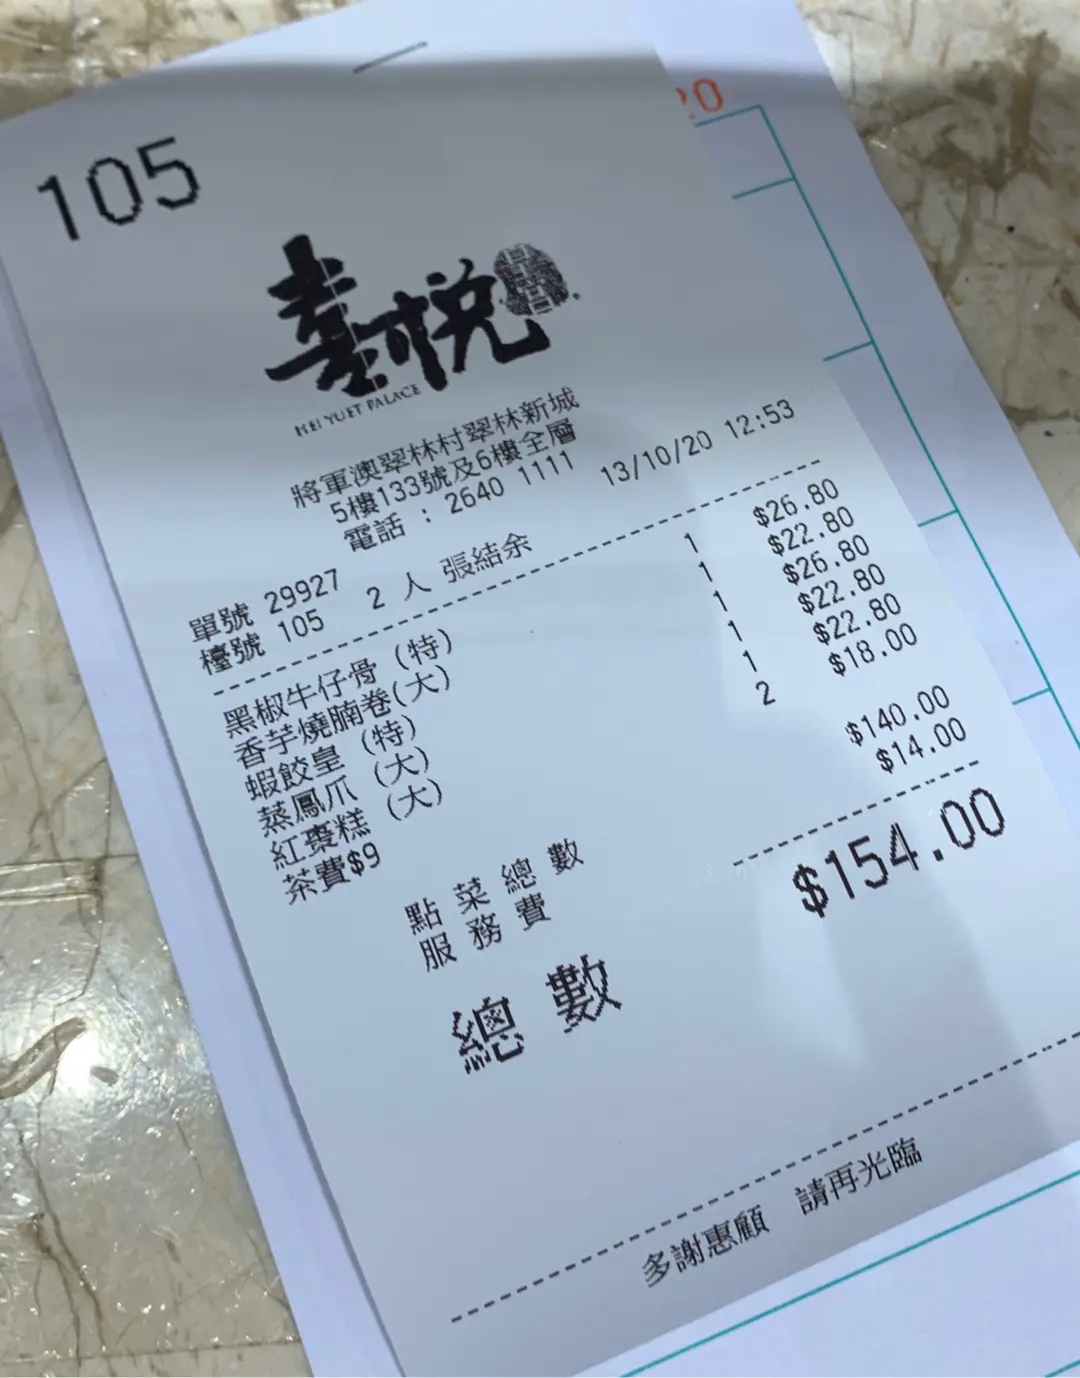 20
105
喜悅
HEI YUET PALACE
將軍澳翠林村翠林新城
5樓133號及6樓全層
電話 : 2640 1111
13/10/20 12:53
單號 29927
檯號 105 2 人 張結余
黑椒牛仔骨 (特) 1 $26.80
香芋燒腩卷(大) 1 $22.80
蝦餃皇 (特) 1 $26.80
蒸鳳爪 (大) 1 $22.80
紅棗糕 (大) 1 $22.80
茶費$9 2 $18.00
點菜總數 $140.00
服務費 $14.00
總數 $154.00
多謝惠顧 請再光臨